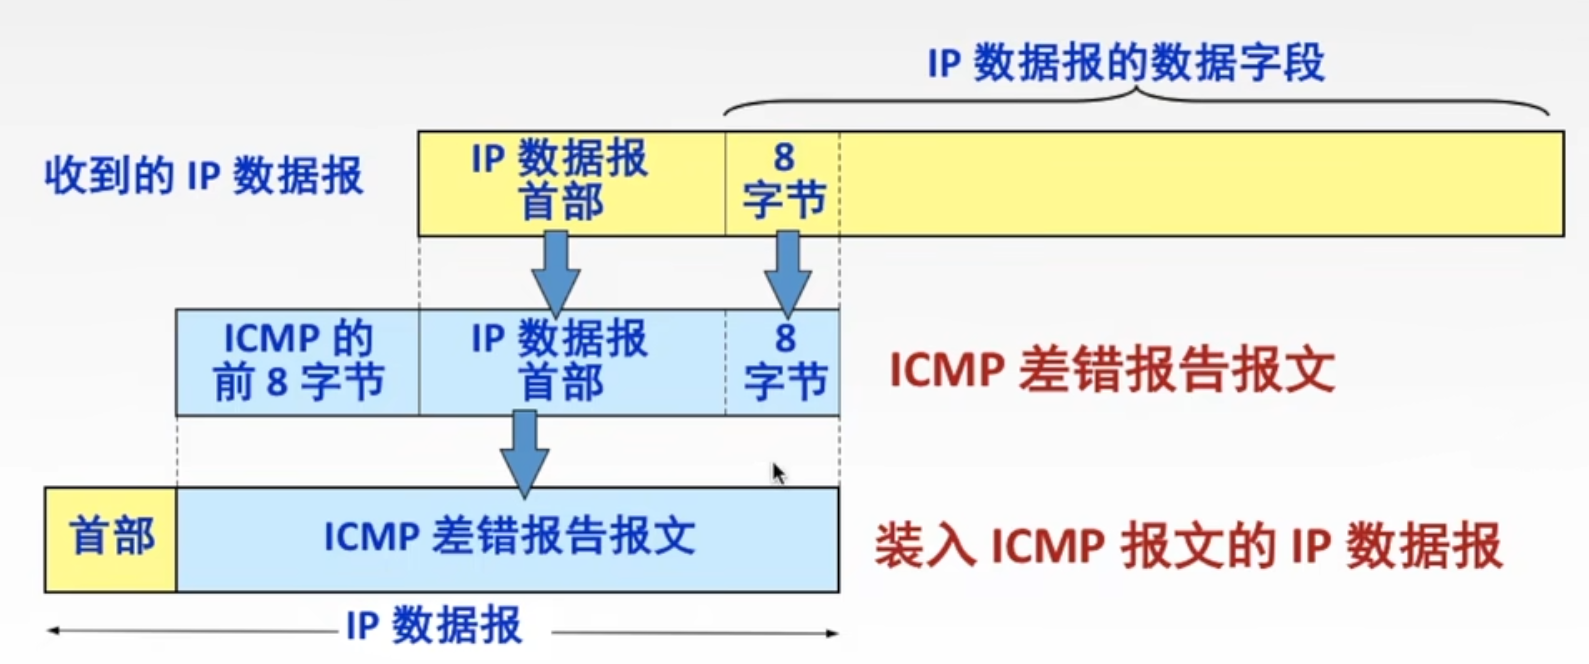 IP 数据报的数据字段
收到的 IP 数据报
IP 数据报
首部
8
字节
ICMP 的
前 8 字节
IP 数据报
首部
8
字节
ICMP 差错报告报文
首部
ICMP 差错报告报文
装入 ICMP 报文的 IP 数据报
IP 数据报